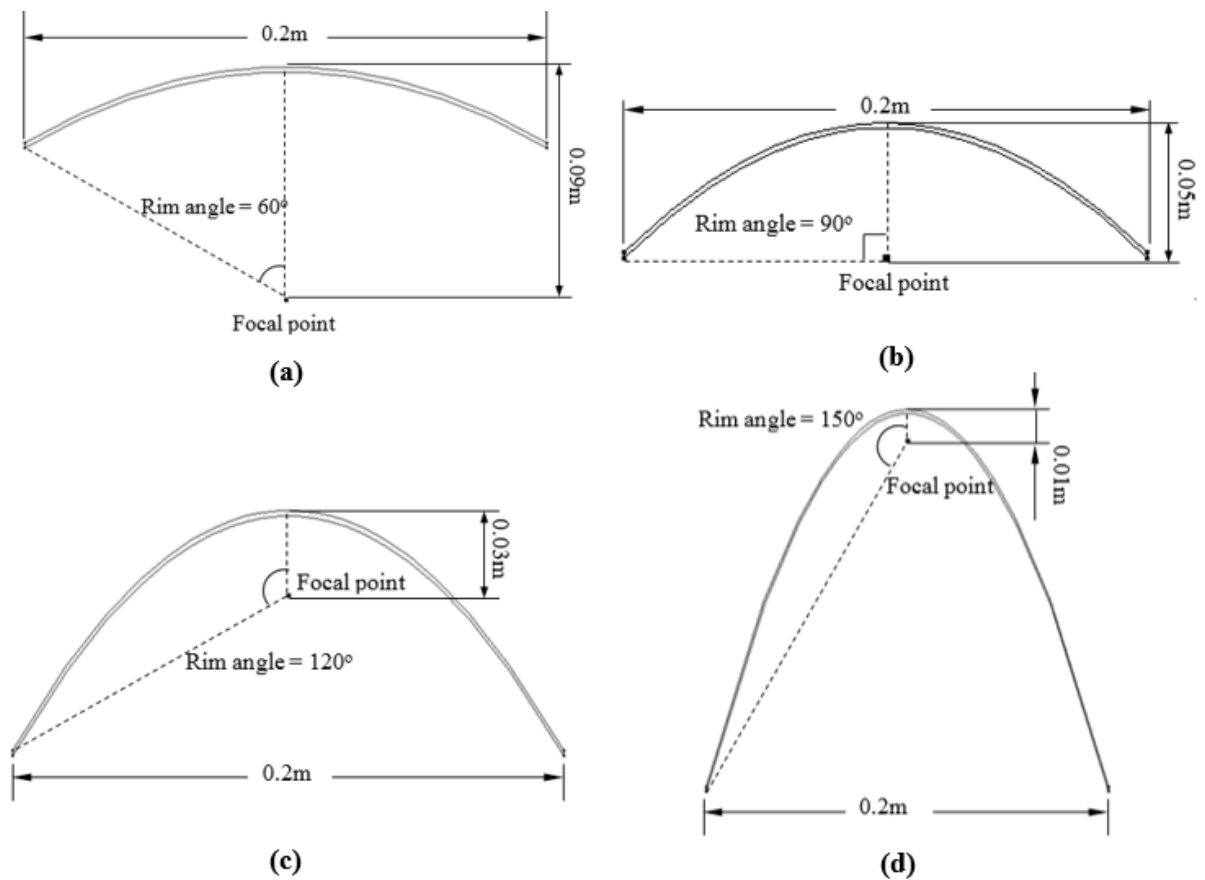 0.2m
0.09m
Rim angle = 60°
Focal point
(a)
0.2m
0.05m
Rim angle = 90°
Focal point
(b)
0.03m
Focal point
Rim angle = 120°
0.2m
(c)
Rim angle = 150°
0.01m
Focal point
0.2m
(d)